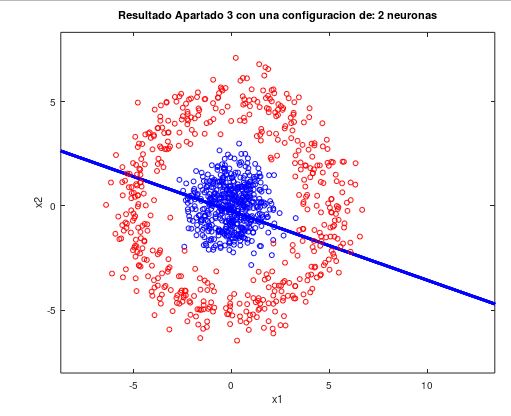 Resultado Apartado 3 con una configuracion de: 2 neuronas
5
0
-5
x2
-5 0 5 10
x1